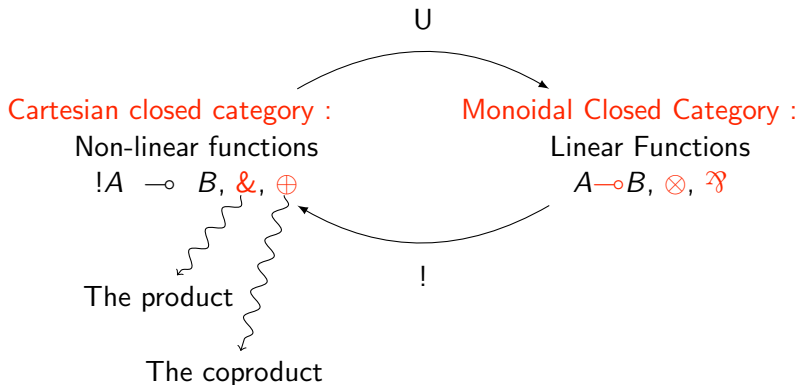 U
Cartesian closed category : Monoidal Closed Category :
Non-linear functions Linear Functions
!A ⊸ B, &, ⊕ A⊸B, ⊗, ⅋
!
The product
The coproduct